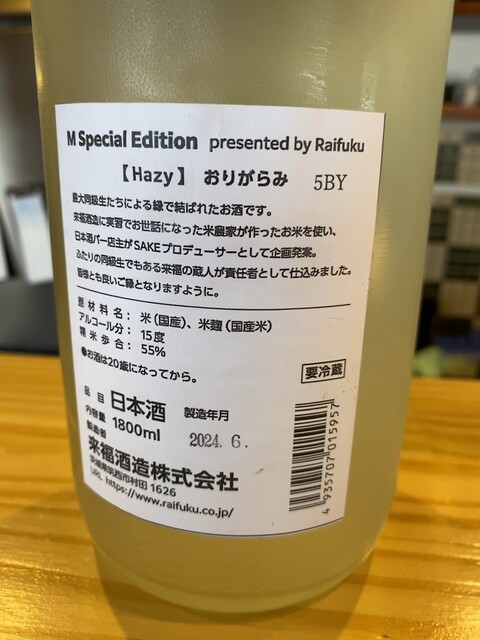 M Special Edition presented by Raifuku
【Hazy】 おりがらみ 5BY
農大同級生たちによる縁で結ばれたお酒です。
来福酒造に実習でお世話になった米農家が作ったお米を使い、
日本酒バー店主がSAKEプロデューサーとして企画発案。
ふたりの同級生でもある来福の蔵人が責任者として仕込みました。
皆様とも良いご縁となりますように。
原材料名：米（国産）、米麹（国産米）
アルコール分：15度
精米歩合：55%
●お酒は20歳になってから。
要冷蔵
品目 日本酒 製造年月
内容量 1800ml 2024.6.
製造者 来福酒造株式会社
茨城県筑西市村田 1626
URL https://www.raifuku.co.jp/
4 935707 015957